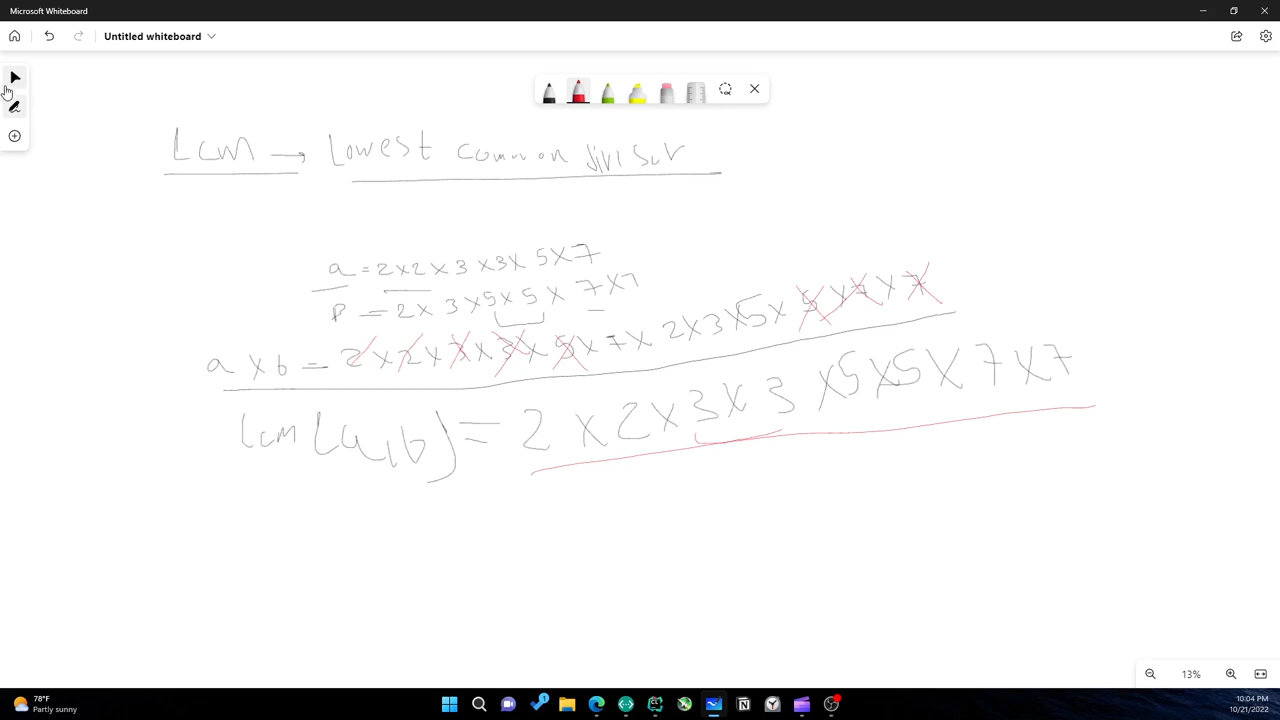 Microsoft Whiteboard
Untitled whiteboard
Lcm → Lowest common divisor
a = 2 x 2 x 3 x 3 x 5 x 7
= 2 x 3 x 5 x 5 x 7 x 7
a x b = 2 x 2 x 3 x 3 x 5 x 7 x 2 x 3 x 5 x 5 x 7 x 7
Lcm (a, b) = 2 x 2 x 3 x 3 x 5 x 5 x 7 x 7
13%
78°F
Partly sunny
1
10:04 PM
10/21/2022